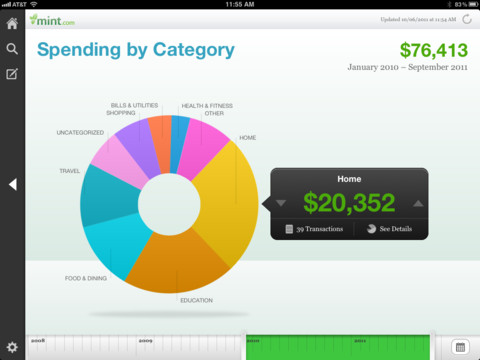 AT&T
11:55 AM
83%
mint.com
Updated 10/06/2011 at 11:54 AM
Spending by Category
$76,413
January 2010 – September 2011
BILLS & UTILITIES
HEALTH & FITNESS
SHOPPING
OTHER
UNCATEGORIZED
HOME
TRAVEL
Home
$20,352
39 Transactions
See Details
FOOD & DINING
EDUCATION
2008
2009
2010
2011